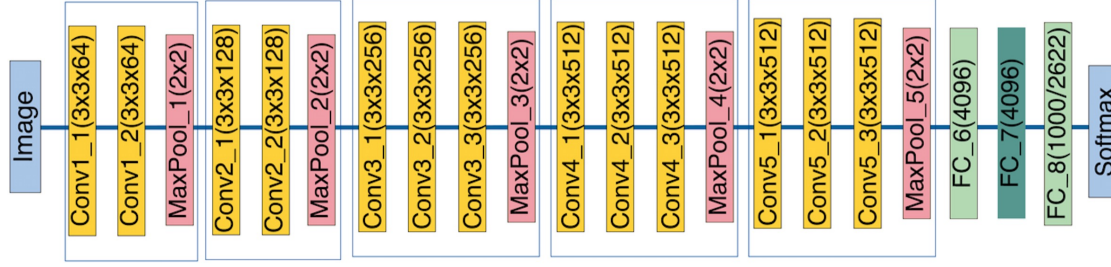 Image
Conv1_1(3x3x64)
Conv1_2(3x3x64)
MaxPool_1(2x2)
Conv2_1(3x3x128)
Conv2_2(3x3x128)
MaxPool_2(2x2)
Conv3_1(3x3x256)
Conv3_2(3x3x256)
Conv3_3(3x3x256)
MaxPool_3(2x2)
Conv4_1(3x3x512)
Conv4_2(3x3x512)
Conv4_3(3x3x512)
MaxPool_4(2x2)
Conv5_1(3x3x512)
Conv5_2(3x3x512)
Conv5_3(3x3x512)
MaxPool_5(2x2)
FC_6(4096)
FC_7(4096)
FC_8(1000/2622)
Softmax